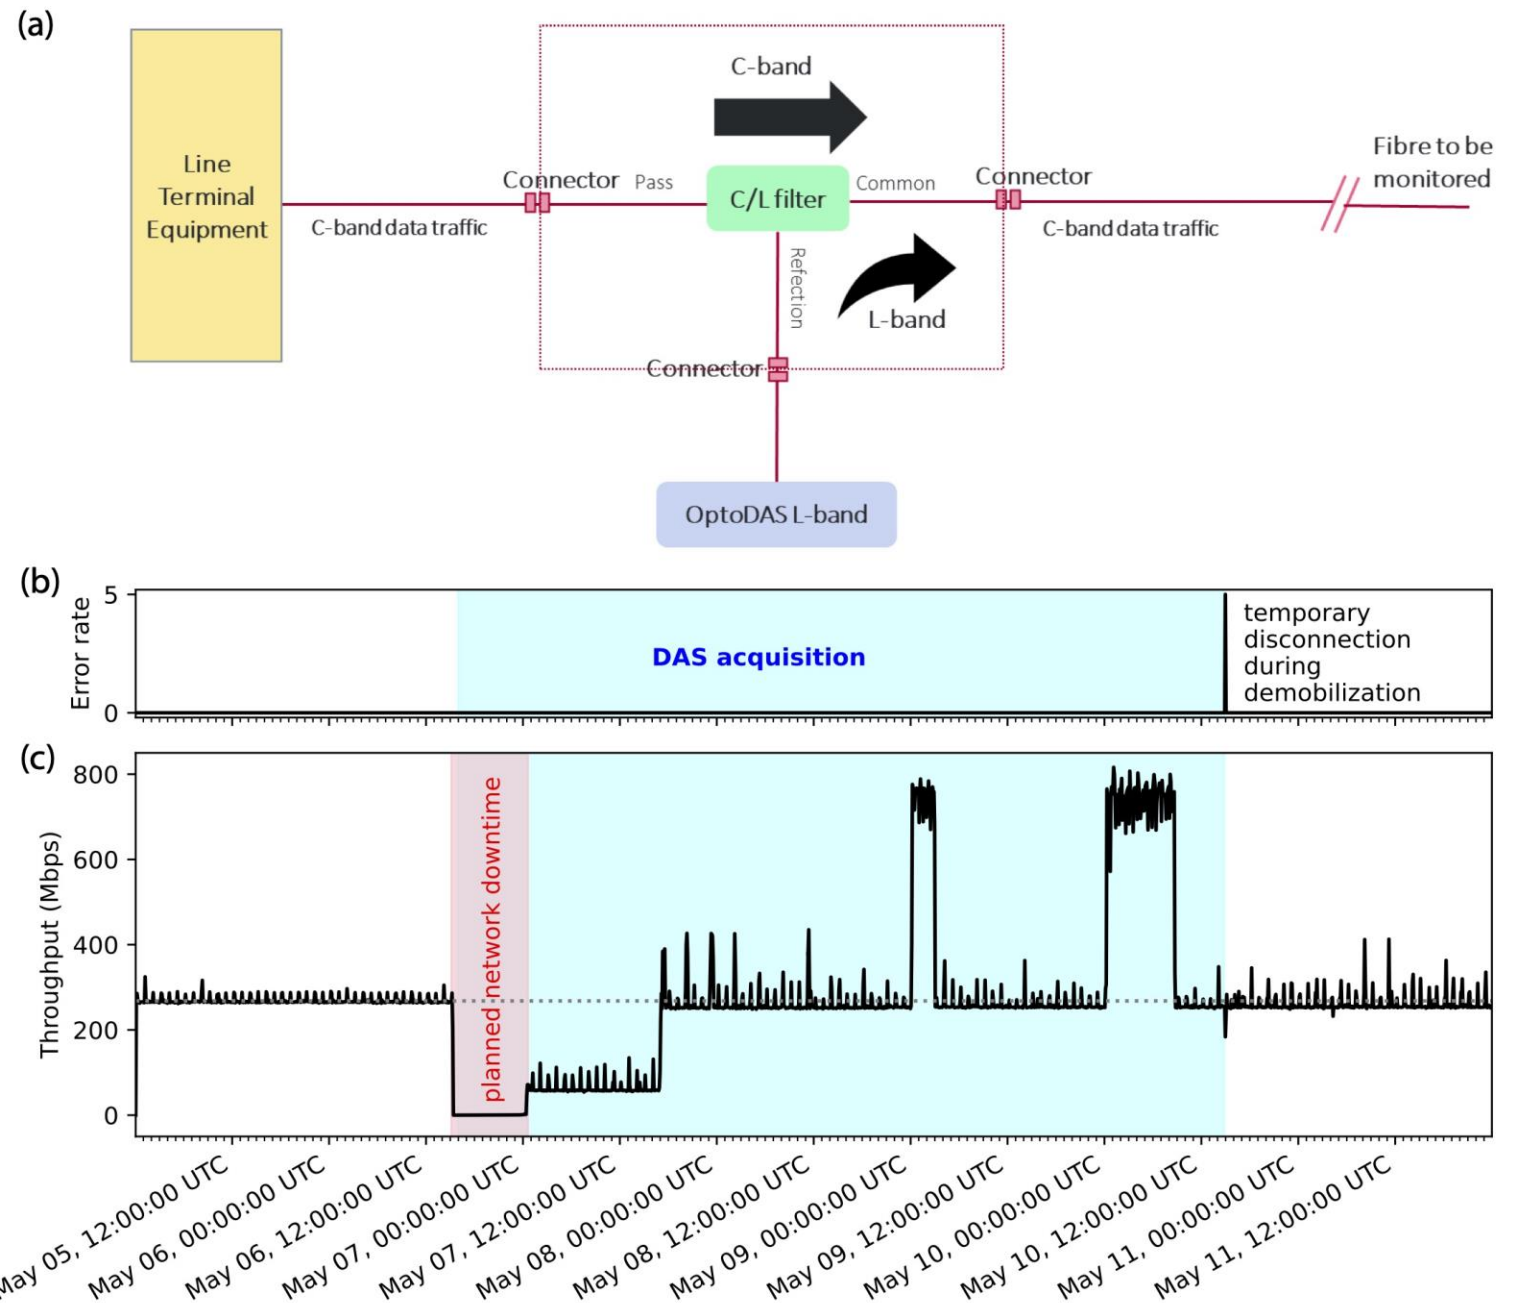 (a)
Line
Terminal
Equipment
C-band
Connector
Pass
C/L filter
Common
Connector
Fibre to be
monitored
C-band data traffic
C-band data traffic
Refection
L-band
Connector
OptoDAS L-band
(b)
Error rate
5
0
DAS acquisition
temporary
disconnection
during
demobilization
(c)
Throughput (Mbps)
800
600
400
200
0
planned network downtime
May 05, 12:00:00 UTC
May 06, 00:00:00 UTC
May 06, 12:00:00 UTC
May 07, 00:00:00 UTC
May 07, 12:00:00 UTC
May 08, 00:00:00 UTC
May 08, 12:00:00 UTC
May 09, 00:00:00 UTC
May 09, 12:00:00 UTC
May 10, 00:00:00 UTC
May 10, 12:00:00 UTC
May 11, 00:00:00 UTC
May 11, 12:00:00 UTC